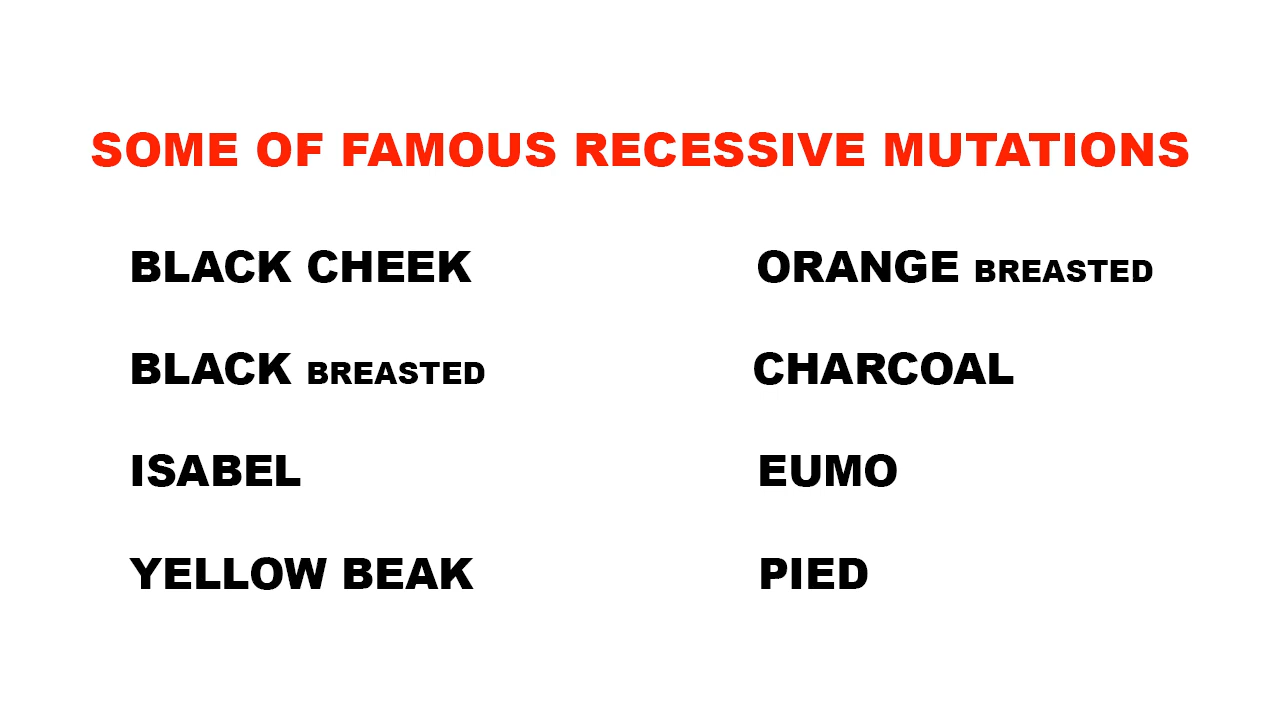 SOME OF FAMOUS RECESSIVE MUTATIONS
BLACK CHEEK
BLACK BREASTED
ISABEL
YELLOW BEAK
ORANGE BREASTED
CHARCOAL
EUMO
PIED